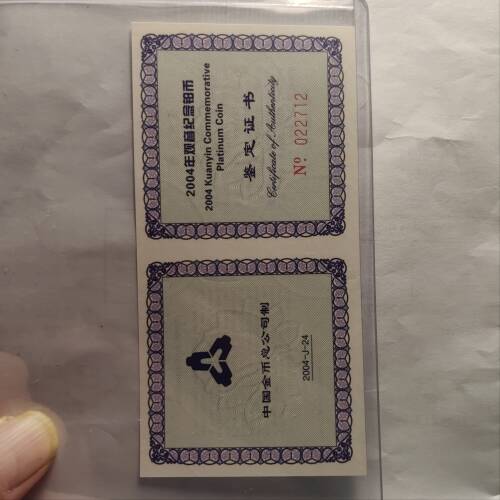 2004年观音纪念铂币
2004 Kuanyin Commemorative
Platinum Coin
鉴定证书
Certificate of Authenticity
Nº 022712
中国金币总公司制
2004-J-24